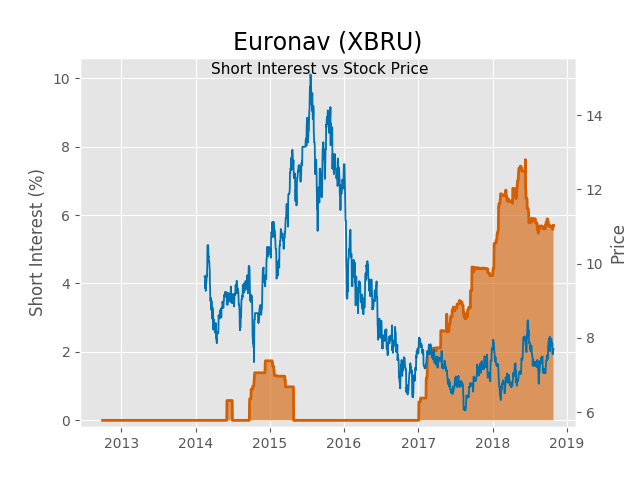 Euronav (XBRU)
Short Interest vs Stock Price
Short Interest (%)
10
8
6
4
2
0
14
12
10
8
6
Price
2013 2014 2015 2016 2017 2018 2019